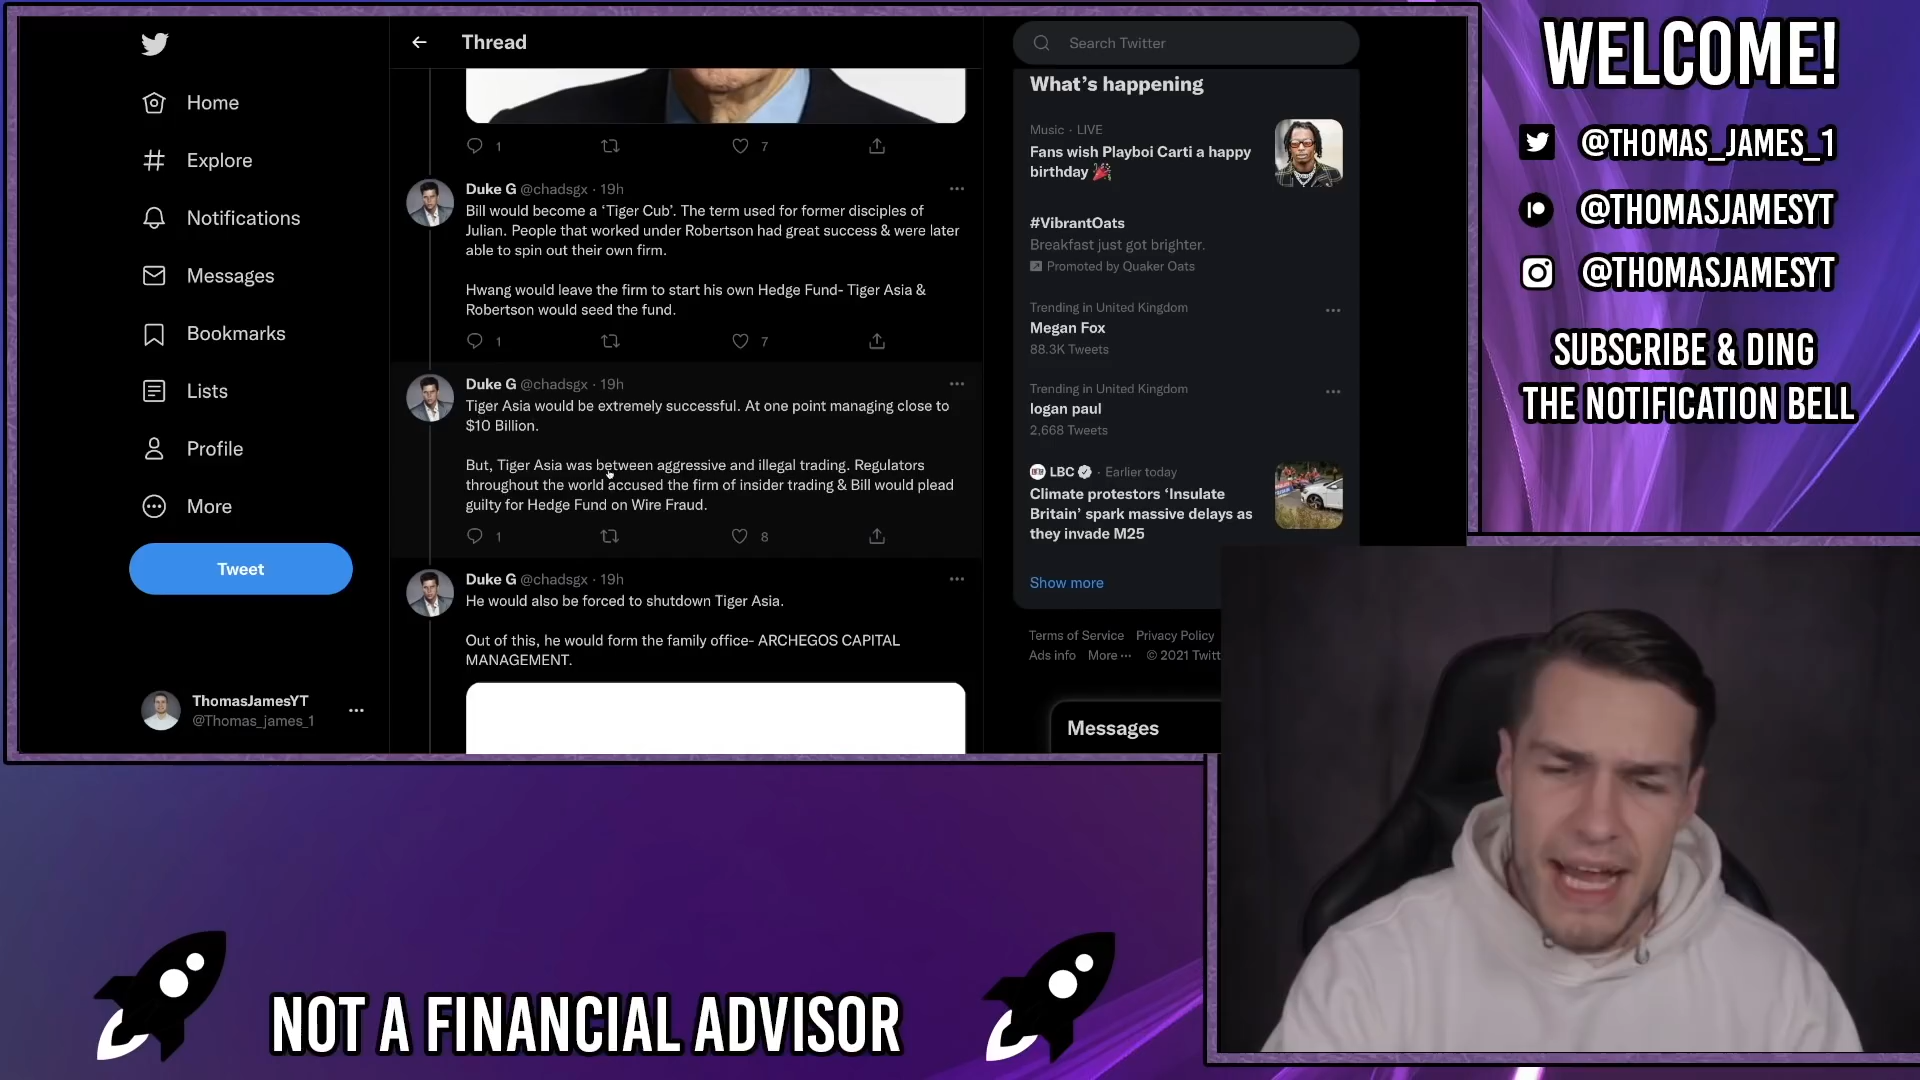 Home
Explore
Notifications
Messages
Bookmarks
Lists
Profile
More
Tweet
ThomasJamesYT
@Thomas_james_1
Thread
1
7
Duke G @chadsgx · 19h
Bill would become a ‘Tiger Cub’. The term used for former disciples of
Julian. People that worked under Robertson had great success & were later
able to spin out their own firm.
Hwang would leave the firm to start his own Hedge Fund- Tiger Asia &
Robertson would seed the fund.
1
7
Duke G @chadsgx · 19h
Tiger Asia would be extremely successful. At one point managing close to
$10 Billion.
But, Tiger Asia was between aggressive and illegal trading. Regulators
throughout the world accused the firm of insider trading & Bill would plead
guilty for Hedge Fund on Wire Fraud.
1
8
Duke G @chadsgx · 19h
He would also be forced to shutdown Tiger Asia.
Out of this, he would form the family office- ARCHEGOS CAPITAL
MANAGEMENT.
Search Twitter
What’s happening
Music · LIVE
Fans wish Playboi Carti a happy
birthday 🎉
#VibrantOats
Breakfast just got brighter.
Promoted by Quaker Oats
Trending in United Kingdom
Megan Fox
88.3K Tweets
Trending in United Kingdom
logan paul
2,668 Tweets
LBC · Earlier today
Climate protestors ‘Insulate
Britain’ spark massive delays as
they invade M25
Show more
Terms of Service Privacy Policy
Ads info More ··· © 2021 Twitt
Messages
WELCOME!
@THOMAS_JAMES_1
@THOMASJAMESYT
@THOMASJAMESYT
SUBSCRIBE & DING
THE NOTIFICATION BELL
NOT A FINANCIAL ADVISOR